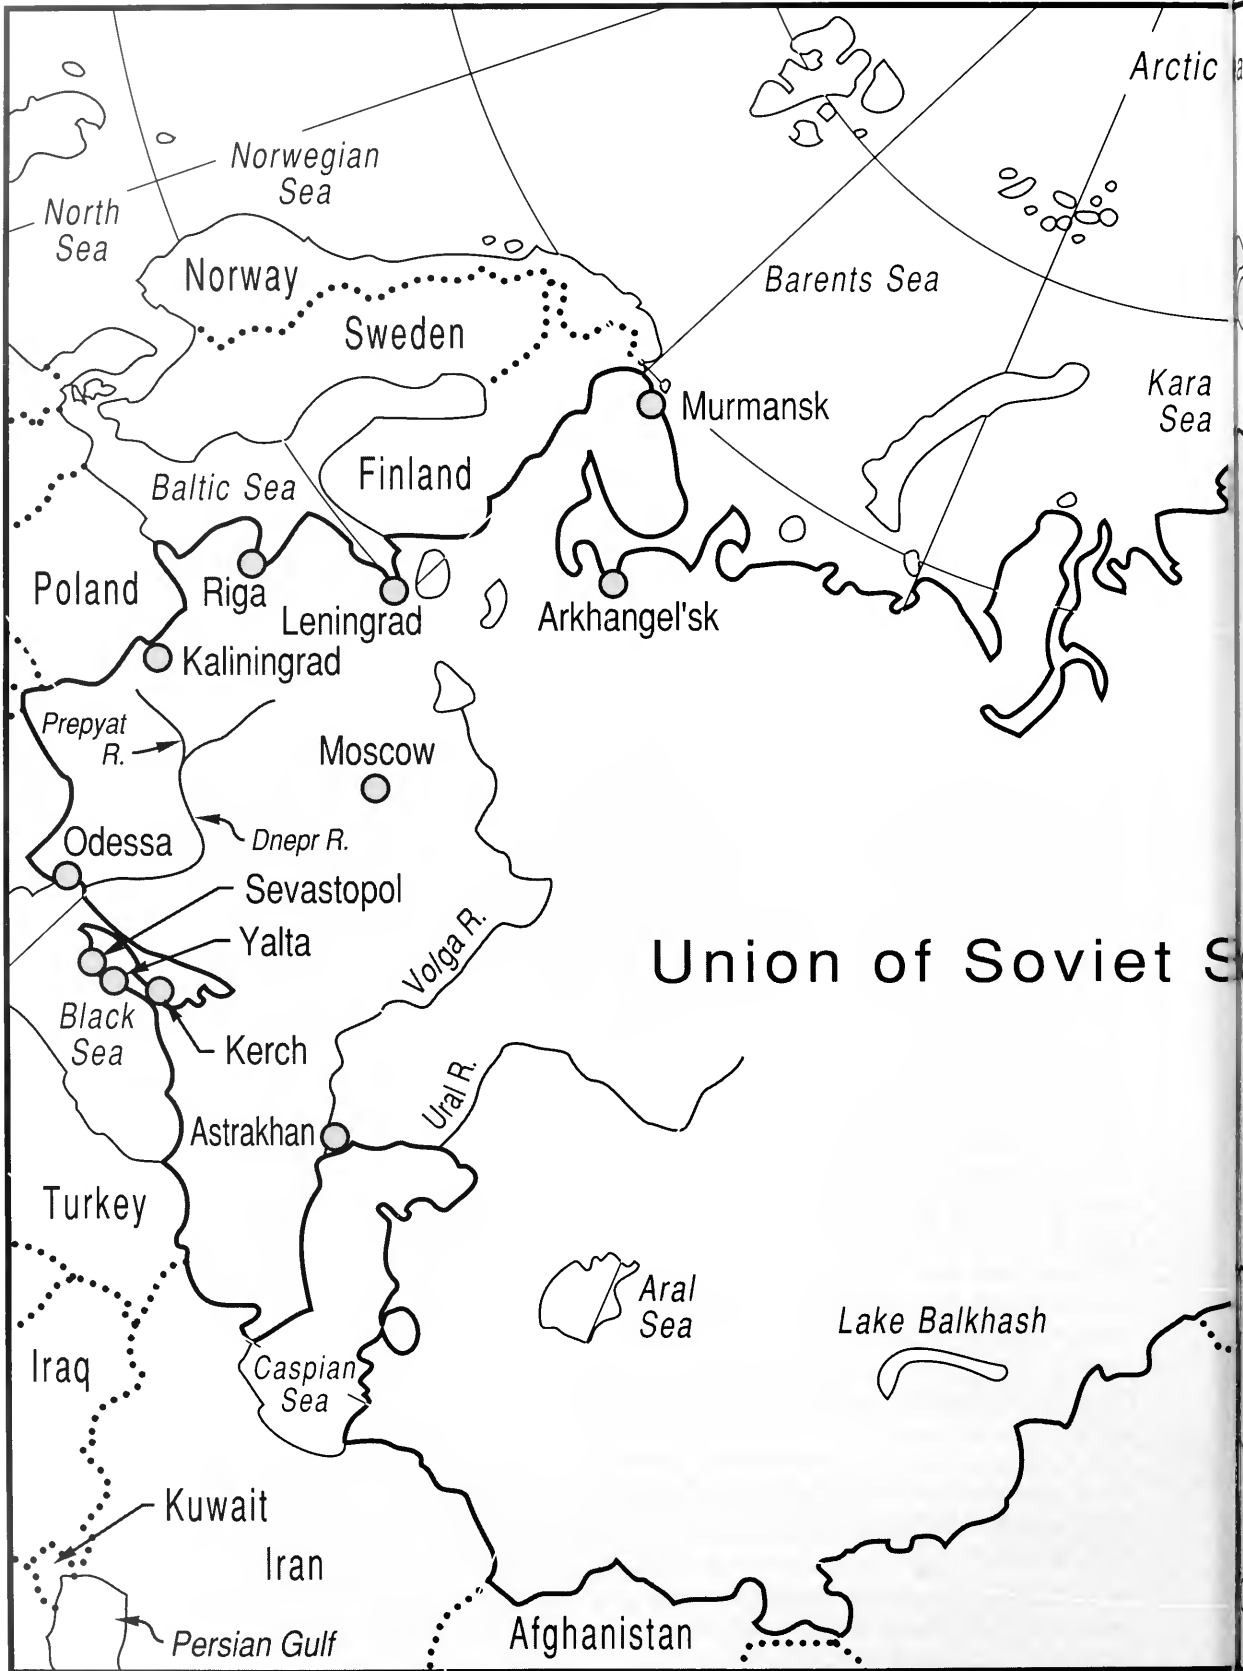 Arctic
Norwegian
Sea
North
Sea
Norway
Barents Sea
Sweden
Kara
Sea
Murmansk
Finland
Baltic Sea
Poland
Riga
Leningrad
Arkhangel'sk
Kaliningrad
Prepyat
R.
Moscow
Odessa
Dnepr R.
Sevastopol
Volga R.
Yalta
Union of Soviet S
Black
Sea
Kerch
Ural R.
Astrakhan
Turkey
Aral
Sea
Lake Balkhash
Iraq
Caspian
Sea
Kuwait
Iran
Afghanistan
Persian Gulf